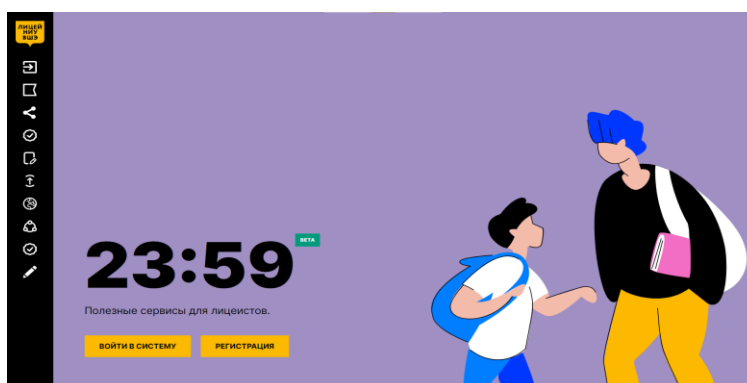 ЛИЦЕЙ
НИУ
ВШЭ
23:59
BETA
Полезные сервисы для лицеистов.
ВОЙТИ В СИСТЕМУ
РЕГИСТРАЦИЯ